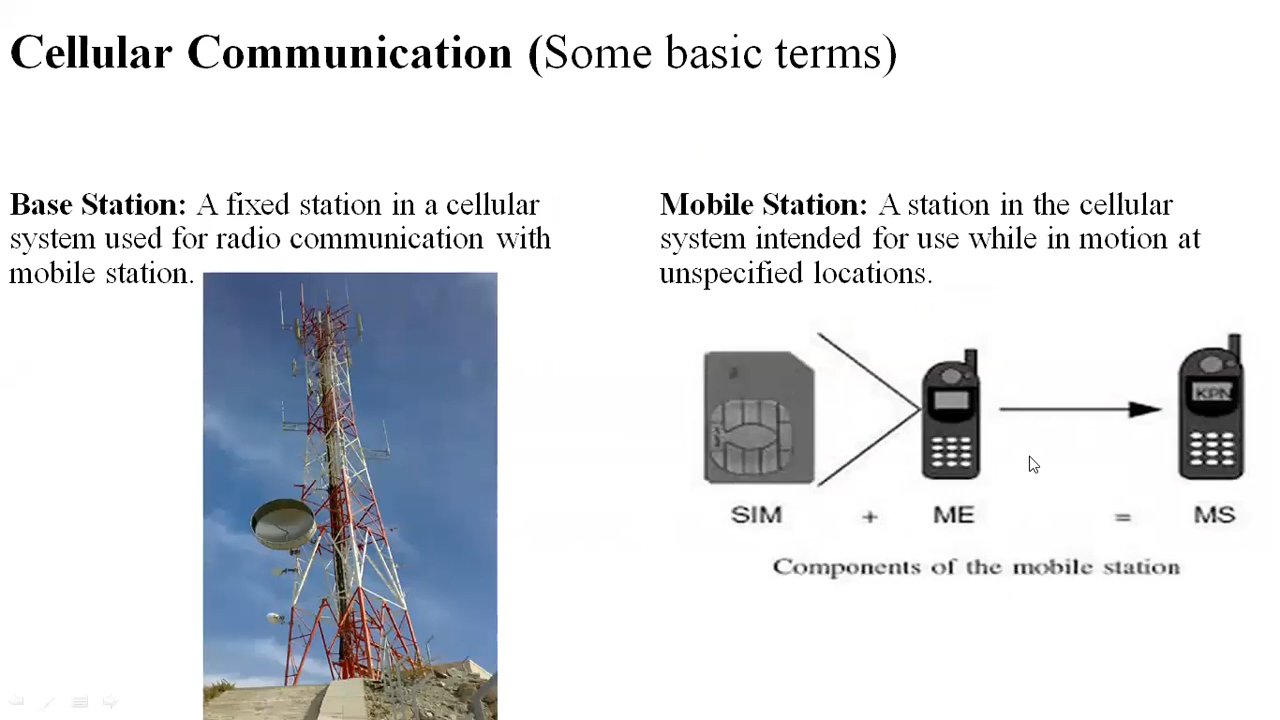 Cellular Communication (Some basic terms)
Base Station: A fixed station in a cellular
system used for radio communication with
mobile station.
Mobile Station: A station in the cellular
system intended for use while in motion at
unspecified locations.
KPN
SIM + ME = MS
Components of the mobile station